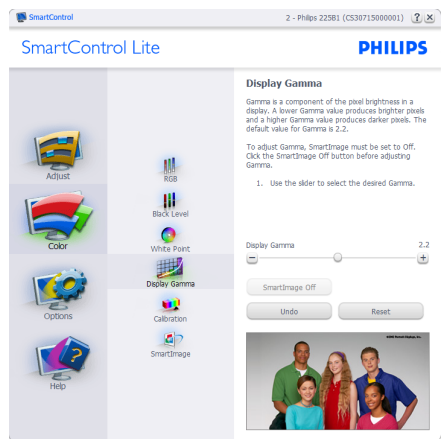 SmartControl
2 - Philips 225B1 (CS30715000001)
SmartControl Lite
PHILIPS
Adjust
Color
Options
Help
RGB
Black Level
White Point
Display Gamma
Calibration
SmartImage
Display Gamma
Gamma is a component of the pixel brightness in a
display. A lower Gamma value produces brighter pixels
and a higher Gamma value produces darker pixels. The
default value for Gamma is 2.2.
To adjust Gamma, SmartImage must be set to Off.
Click the SmartImage Off button before adjusting
Gamma.
1. Use the slider to select the desired Gamma.
Display Gamma 2.2
SmartImage Off
Undo Reset